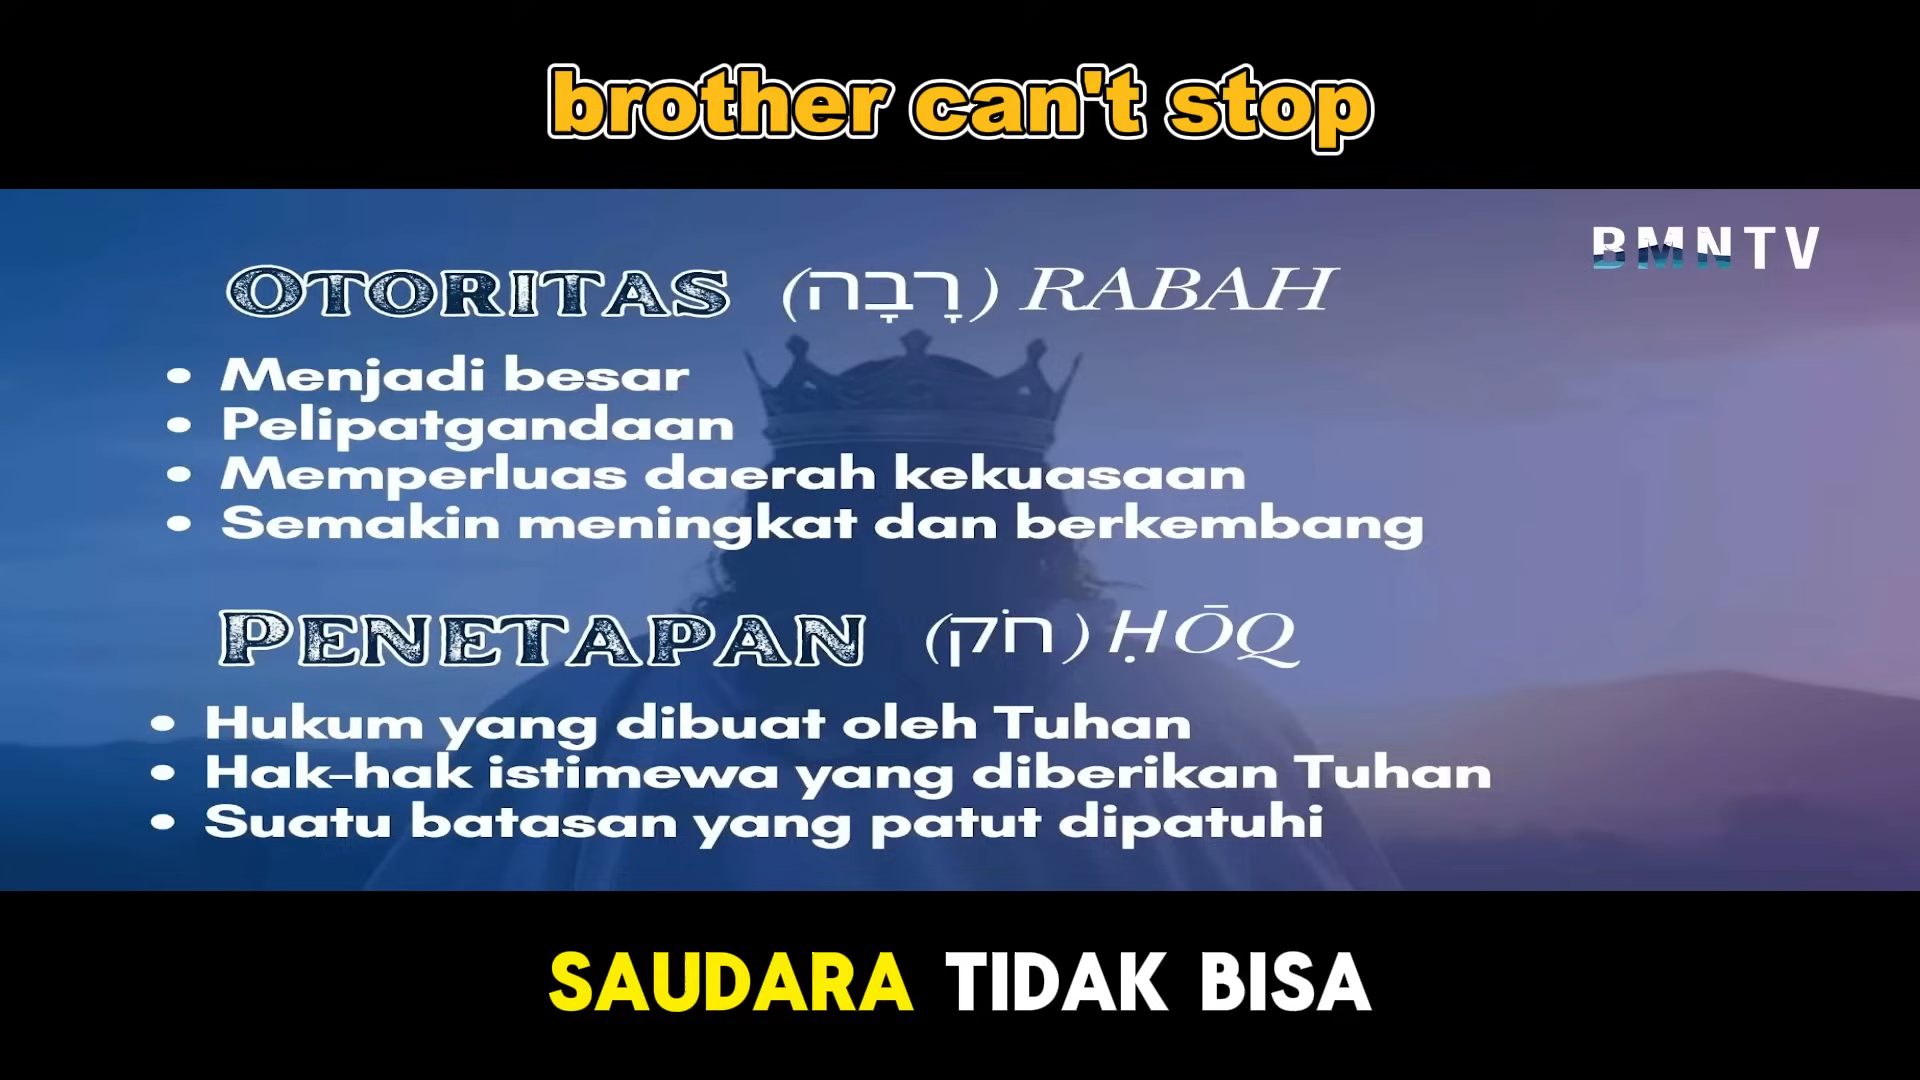 brother can't stop
BMNTV
OTORITAS (רָבָה) RABAH
• Menjadi besar
• Pelipatgandaan
• Memperluas daerah kekuasaan
• Semakin meningkat dan berkembang
PENETAPAN (חֹק) ḤŌQ
• Hukum yang dibuat oleh Tuhan
• Hak-hak istimewa yang diberikan Tuhan
• Suatu batasan yang patut dipatuhi
SAUDARA TIDAK BISA